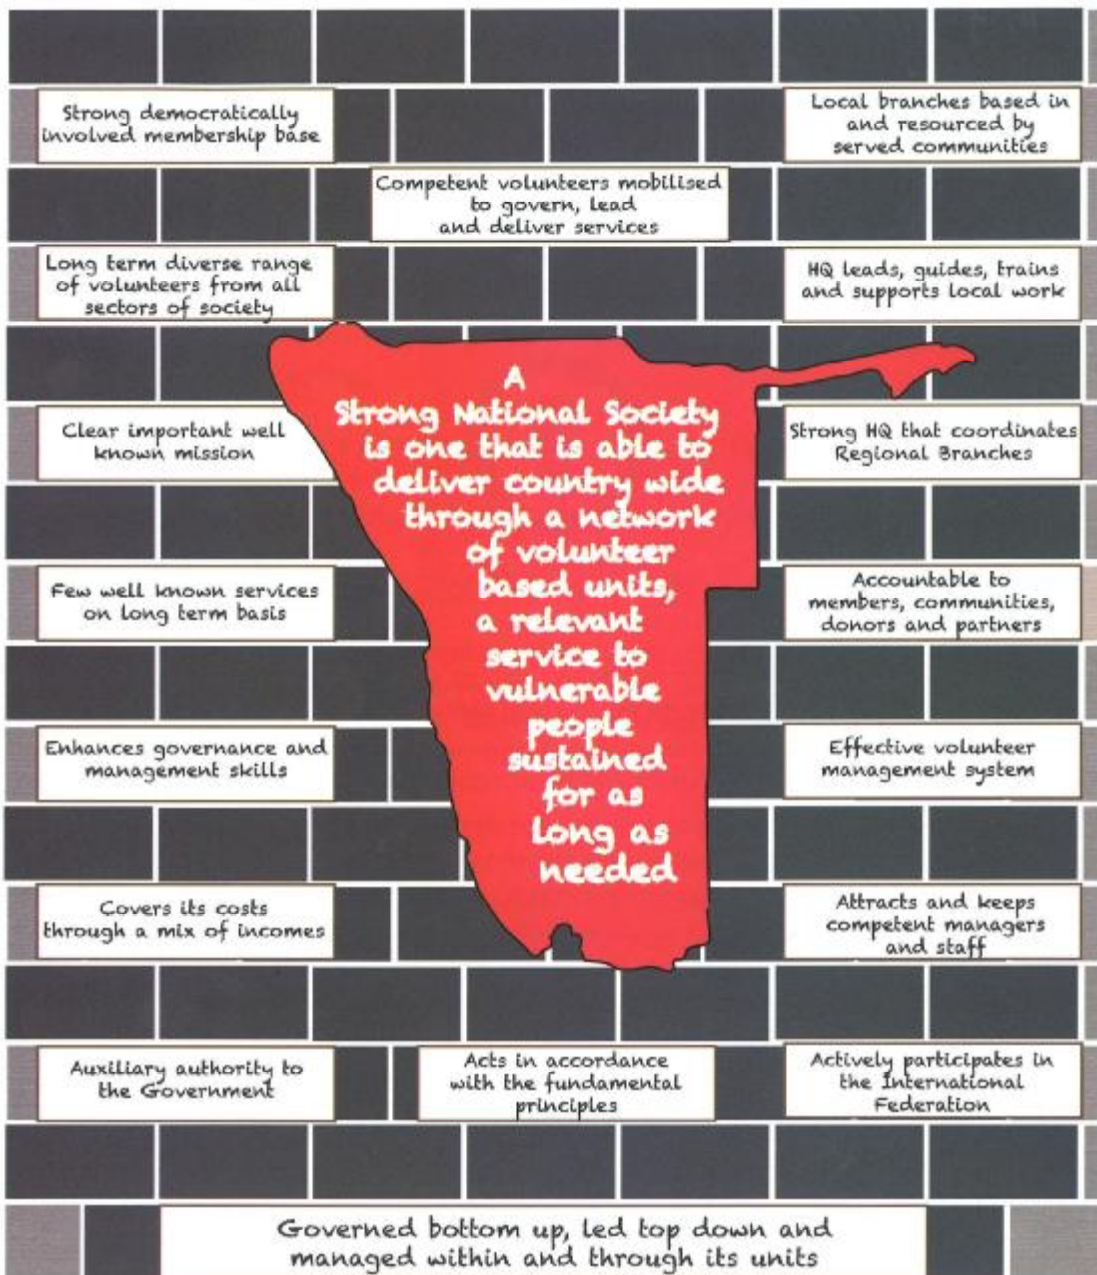 Strong democratically
involved membership base
Local branches based in
and resourced by
served communities
Competent volunteers mobilised
to govern, lead
and deliver services
Long term diverse range
of volunteers from all
sectors of society
HQ leads, guides, trains
and supports local work
A
Strong National Society
is one that is able to
deliver country wide
through a network
of volunteer
based units,
a relevant
service to
vulnerable
people
sustained
for as
long as
needed
Clear important well
known mission
Strong HQ that coordinates
Regional Branches
Few well known services
on long term basis
Accountable to
members, communities,
donors and partners
Enhances governance and
management skills
Effective volunteer
management system
Covers its costs
through a mix of incomes
Attracts and keeps
competent managers
and staff
Auxiliary authority to
the Government
Acts in accordance
with the fundamental
principles
Actively participates in
the International
Federation
Governed bottom up, led top down and
managed within and through its units